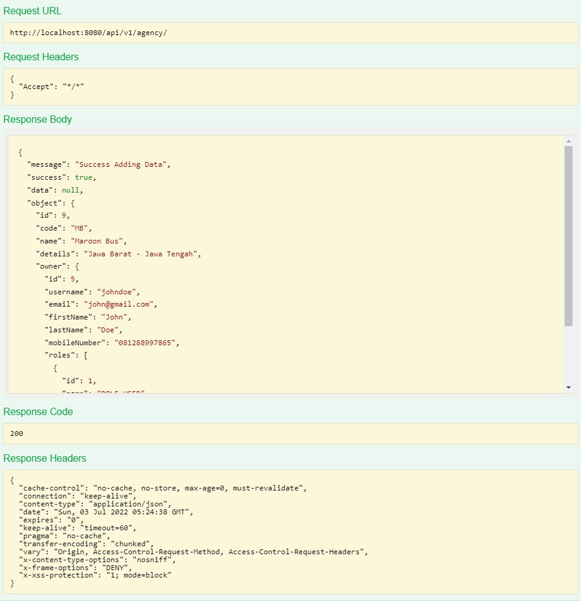 Request URL
http://localhost:8080/api/v1/agency/
Request Headers
{
"Accept": "*/*"
}
Response Body
{
"message": "Success Adding Data",
"success": true,
"data": null,
"object": {
"id": 9,
"code": "MB",
"name": "Maroon Bus",
"details": "Jawa Barat - Jawa Tengah",
"owner": {
"id": 5,
"username": "johndoe",
"email": "john@gmail.com",
"firstName": "John",
"lastName": "Doe",
"mobileNumber": "081288997865",
"roles": [
{
"id": 1,
Response Code
200
Response Headers
{
"cache-control": "no-cache, no-store, max-age=0, must-revalidate",
"connection": "keep-alive",
"content-type": "application/json",
"date": "Sun, 03 Jul 2022 05:24:38 GMT",
"expires": "0",
"keep-alive": "timeout=60",
"pragma": "no-cache",
"transfer-encoding": "chunked",
"vary": "Origin, Access-Control-Request-Method, Access-Control-Request-Headers",
"x-content-type-options": "nosniff",
"x-frame-options": "DENY",
"x-xss-protection": "1; mode=block"
}